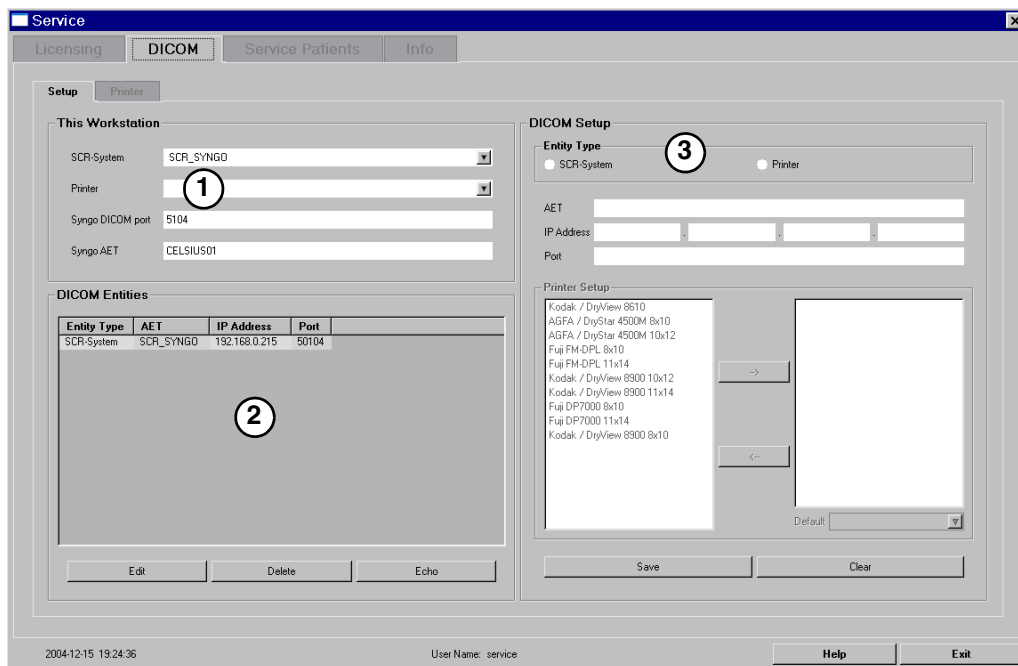 Service
Licensing DICOM Service Patients Info
Setup Printer
This Workstation
SCR-System SCR_SYNGO
Printer
1
Syngo DICOM port 5104
Syngo AET CELSIUS01
DICOM Entities
Entity Type AET IP Address Port
SCR-System SCR_SYNGO 192.168.0.215 50104
2
Edit Delete Echo
DICOM Setup
Entity Type
3
SCR-System Printer
AET
IP Address . . .
Port
Printer Setup
Kodak / DryView 8610
AGFA / DryStar 4500M 8x10
AGFA / DryStar 4500M 10x12
Fuji FM-DPL 8x10
Fuji FM-DPL 11x14
Kodak / DryView 8900 10x12
Kodak / DryView 8900 11x14
Fuji DP7000 8x10
Fuji DP7000 11x14
Kodak / DryView 8900 8x10
-->
<--
Default
Save Clear
2004-12-15 19:24:36 User Name: service Help Exit